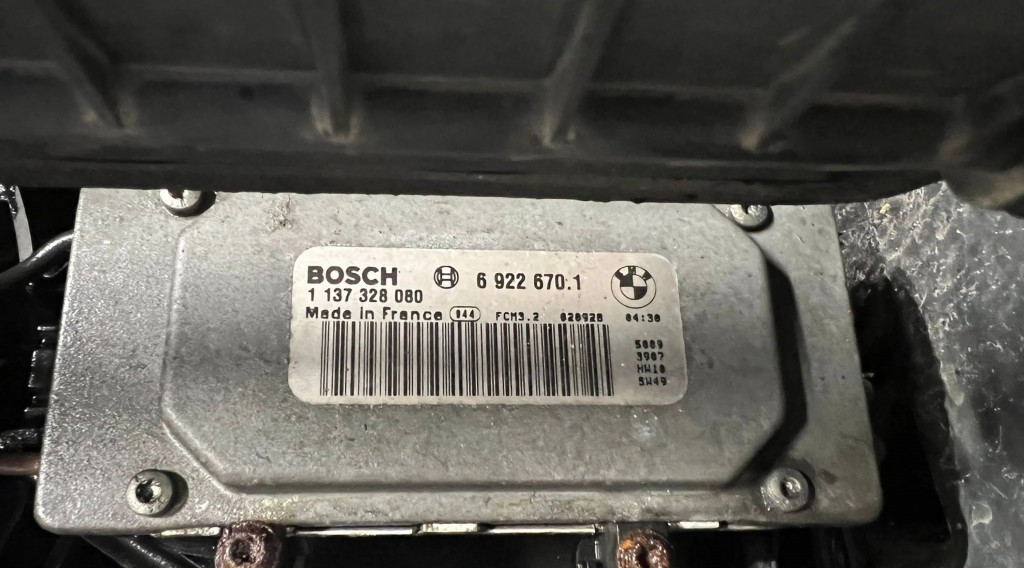 BOSCH 6 922 670.1
1 137 328 080
Made in France 044 FCM3.2 020928 04:30
5009
3907
HW10
SW49